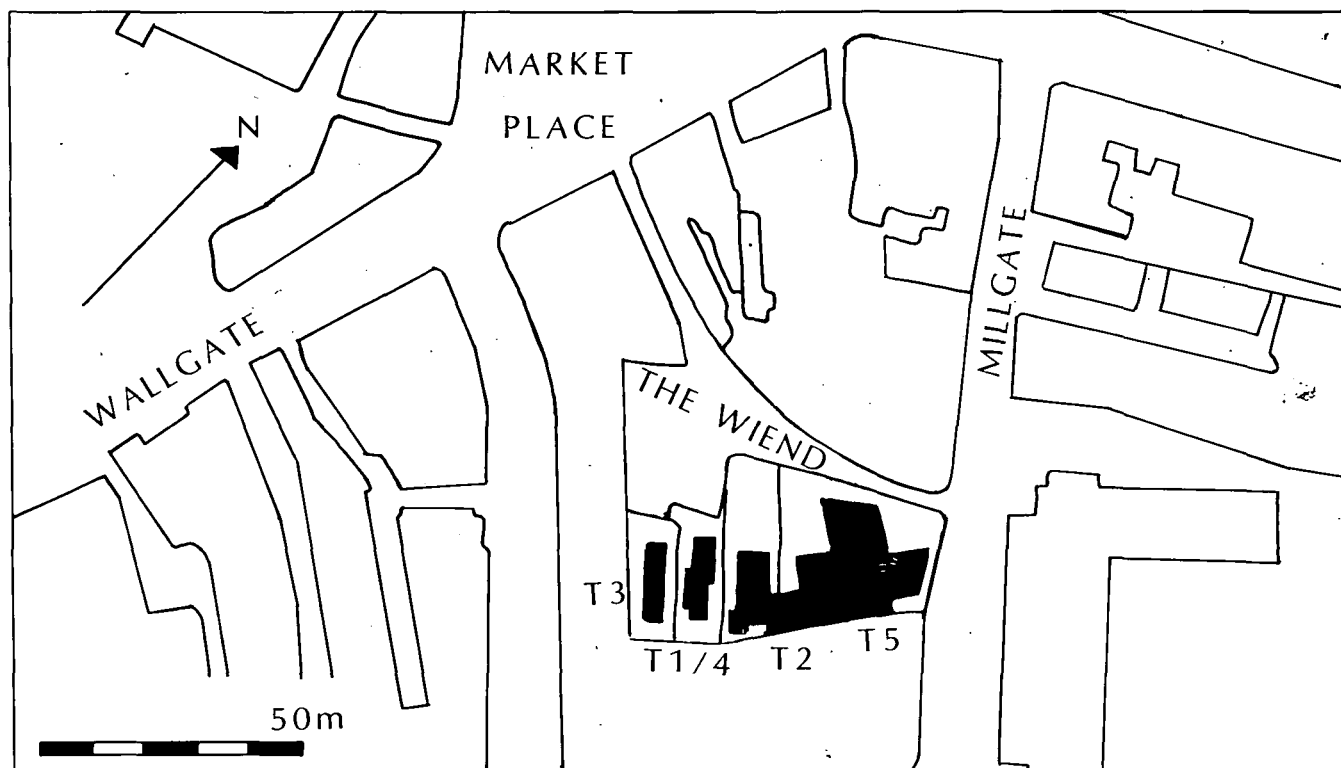 MARKET
PLACE
N
WALLGATE
MILLGATE
THE WIEND
T3
T1/4
T2
T5
50m